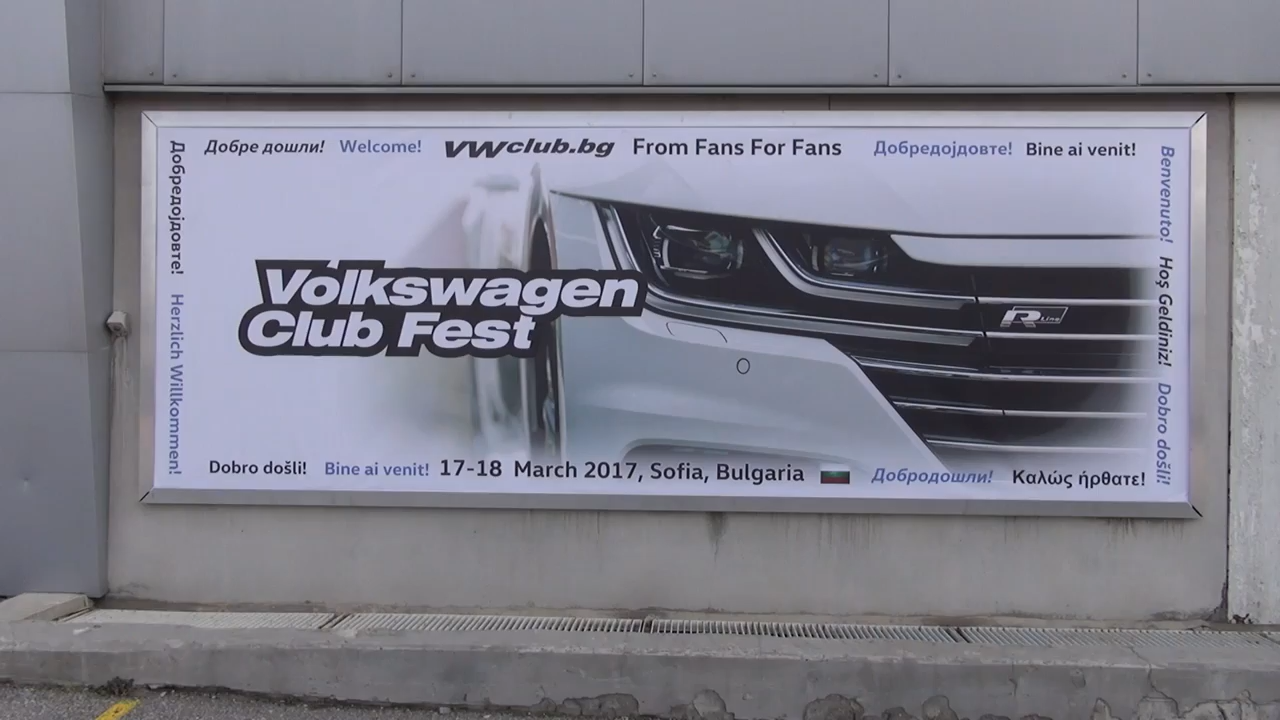 Добре дошли! Welcome! VWclub.bg From Fans For Fans Добредојдовте! Bine ai venit!
Добредојдовте! Herzlich Willkommen!
Volkswagen
Club Fest
R Line
Benvenuto! Hoş Geldiniz! Dobro došli!
Dobro došli! Bine ai venit! 17-18 March 2017, Sofia, Bulgaria Добродошли! Καλώς ήρθατε!